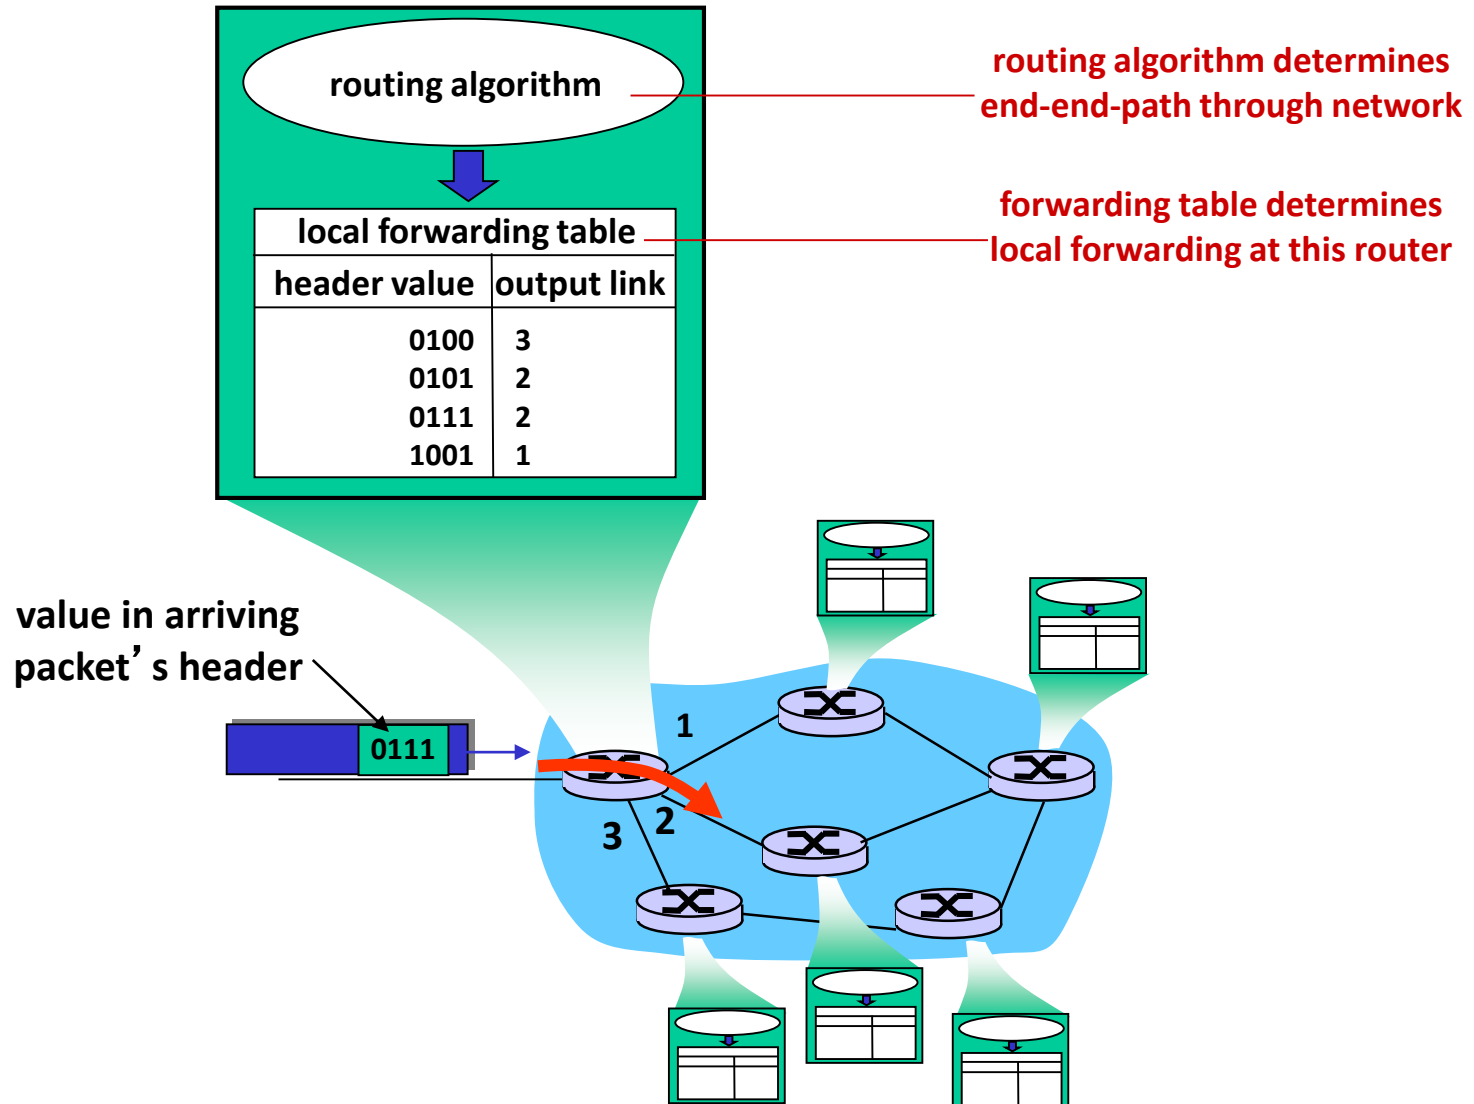 routing algorithm
routing algorithm determines
end-end-path through network
local forwarding table
forwarding table determines
local forwarding at this router
header value output link
0100 3
0101 2
0111 2
1001 1
value in arriving
packet’ s header
0111
1
2
3